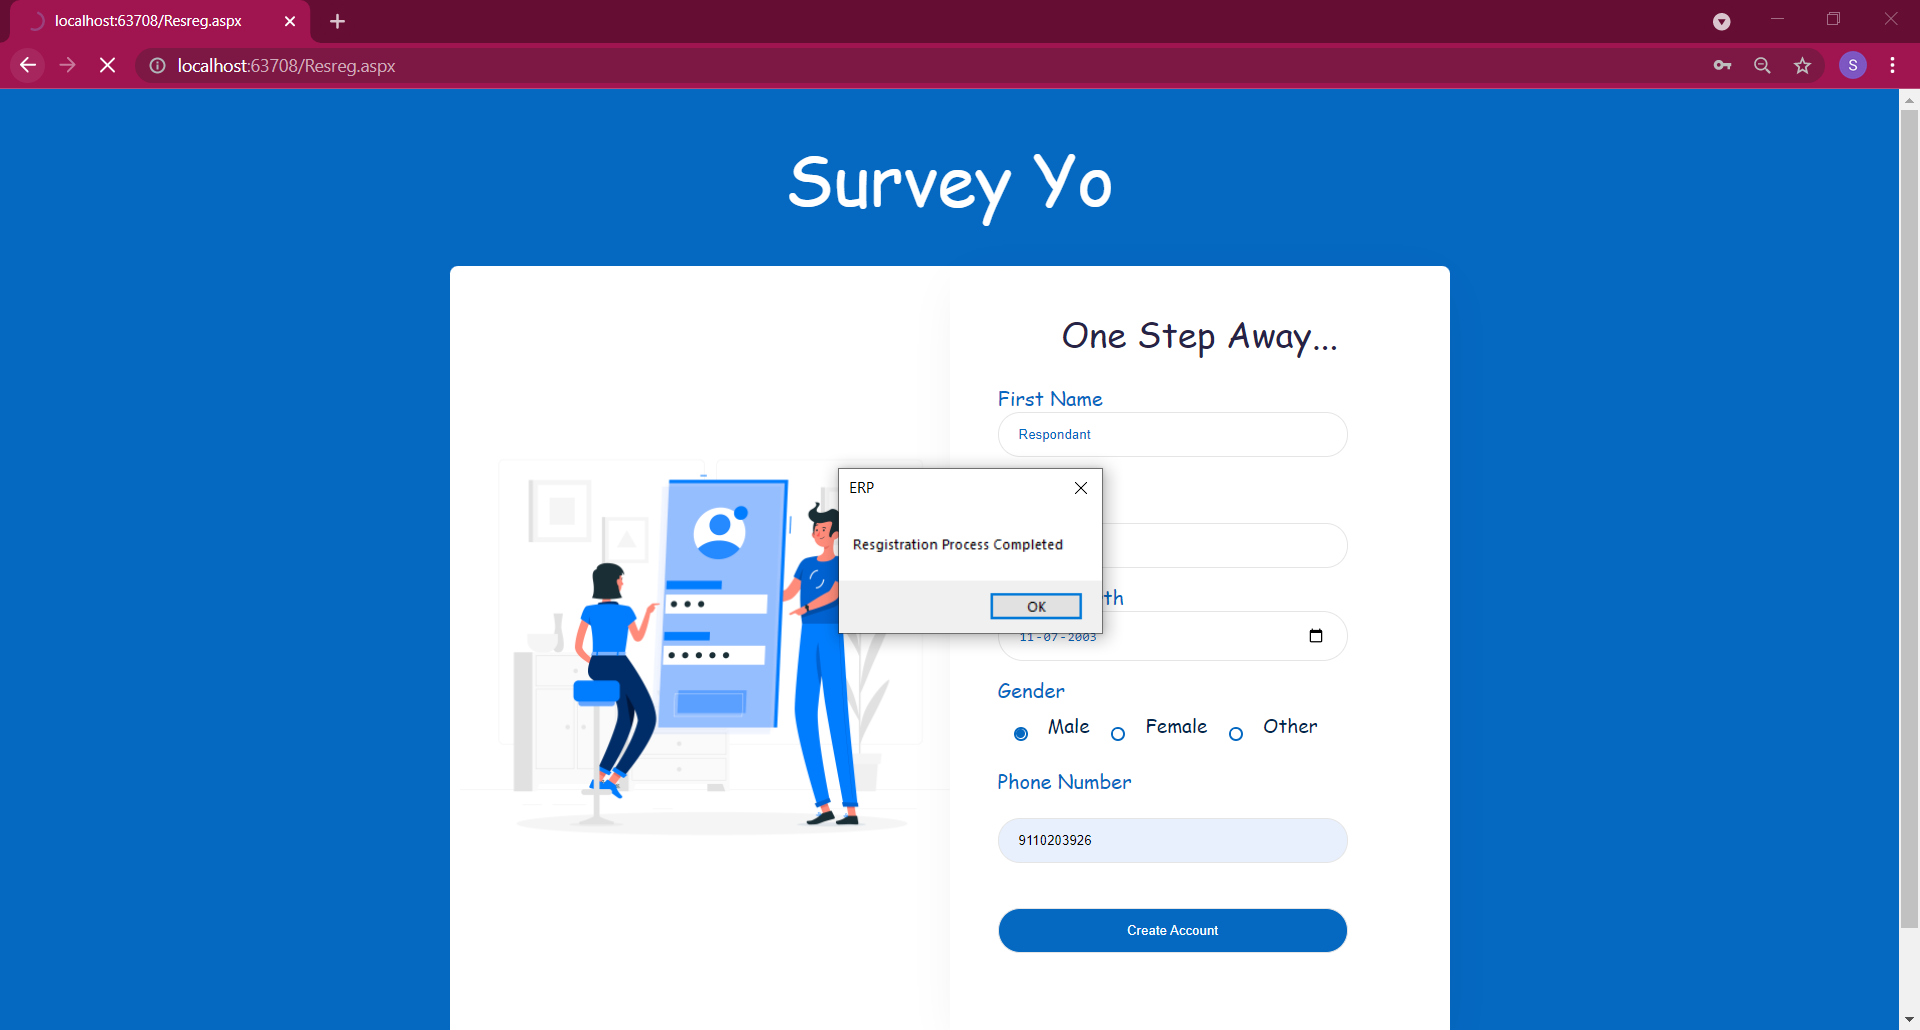 localhost:63708/Resreg.aspx
localhost:63708/Resreg.aspx
S
Survey Yo
One Step Away...
First Name
Respondant
ERP
Resgistration Process Completed
OK
th
11-07-2003
Gender
Male Female Other
Phone Number
9110203926
Create Account